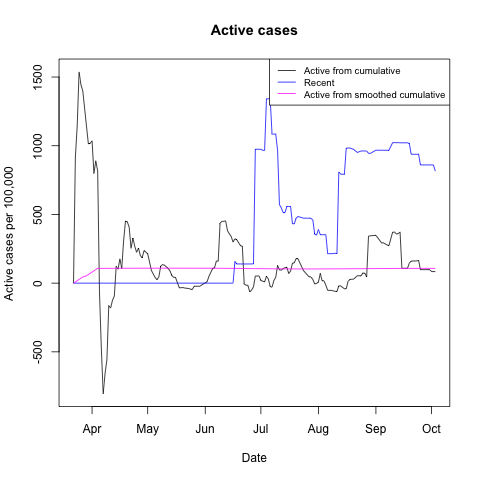 Active cases
Active from cumulative
Recent
Active from smoothed cumulative
Active cases per 100,000
1500
1000
500
0
-500
Apr May Jun Jul Aug Sep Oct
Date